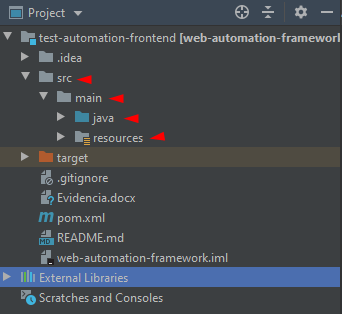 Project
test-automation-frontend [web-automation-framework
.idea
src
main
java
resources
target
.gitignore
Evidencia.docx
pom.xml
README.md
web-automation-framework.iml
External Libraries
Scratches and Consoles